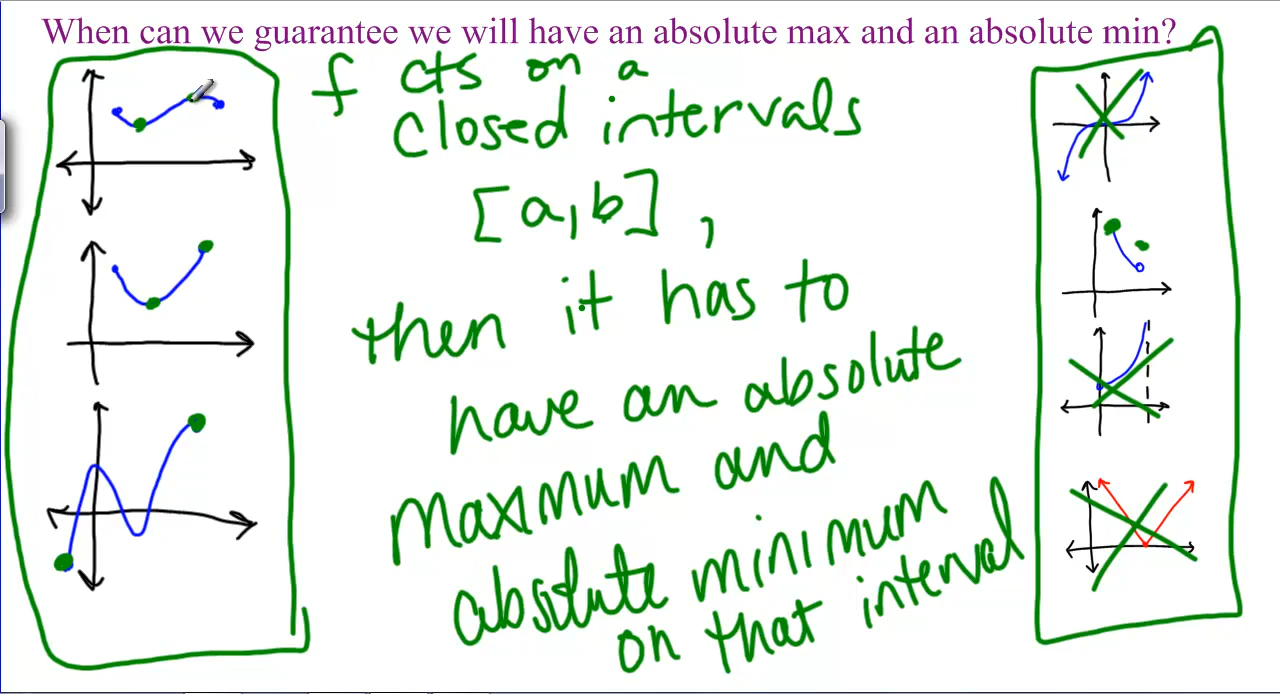 When can we guarantee we will have an absolute max and an absolute min?
f cts on a
closed intervals
[a,b] ,
then it has to
have an absolute
maximum and
absolute minimum
on that interval